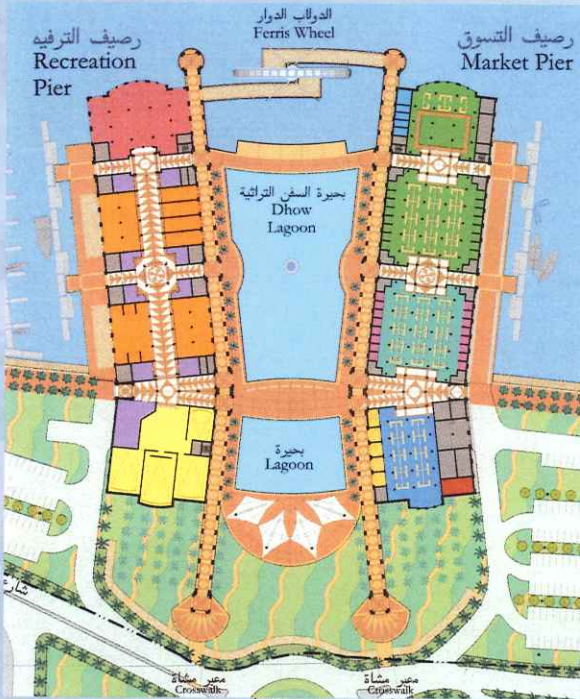 رصيف الترفيه
Recreation
Pier
الدولاب الدوار
Ferris Wheel
رصيف التسوق
Market Pier
بحيرة السفن التراثية
Dhow
Lagoon
بحيرة
Lagoon
شارع
معبر مشاة
Crosswalk
معبر مشاة
Crosswalk